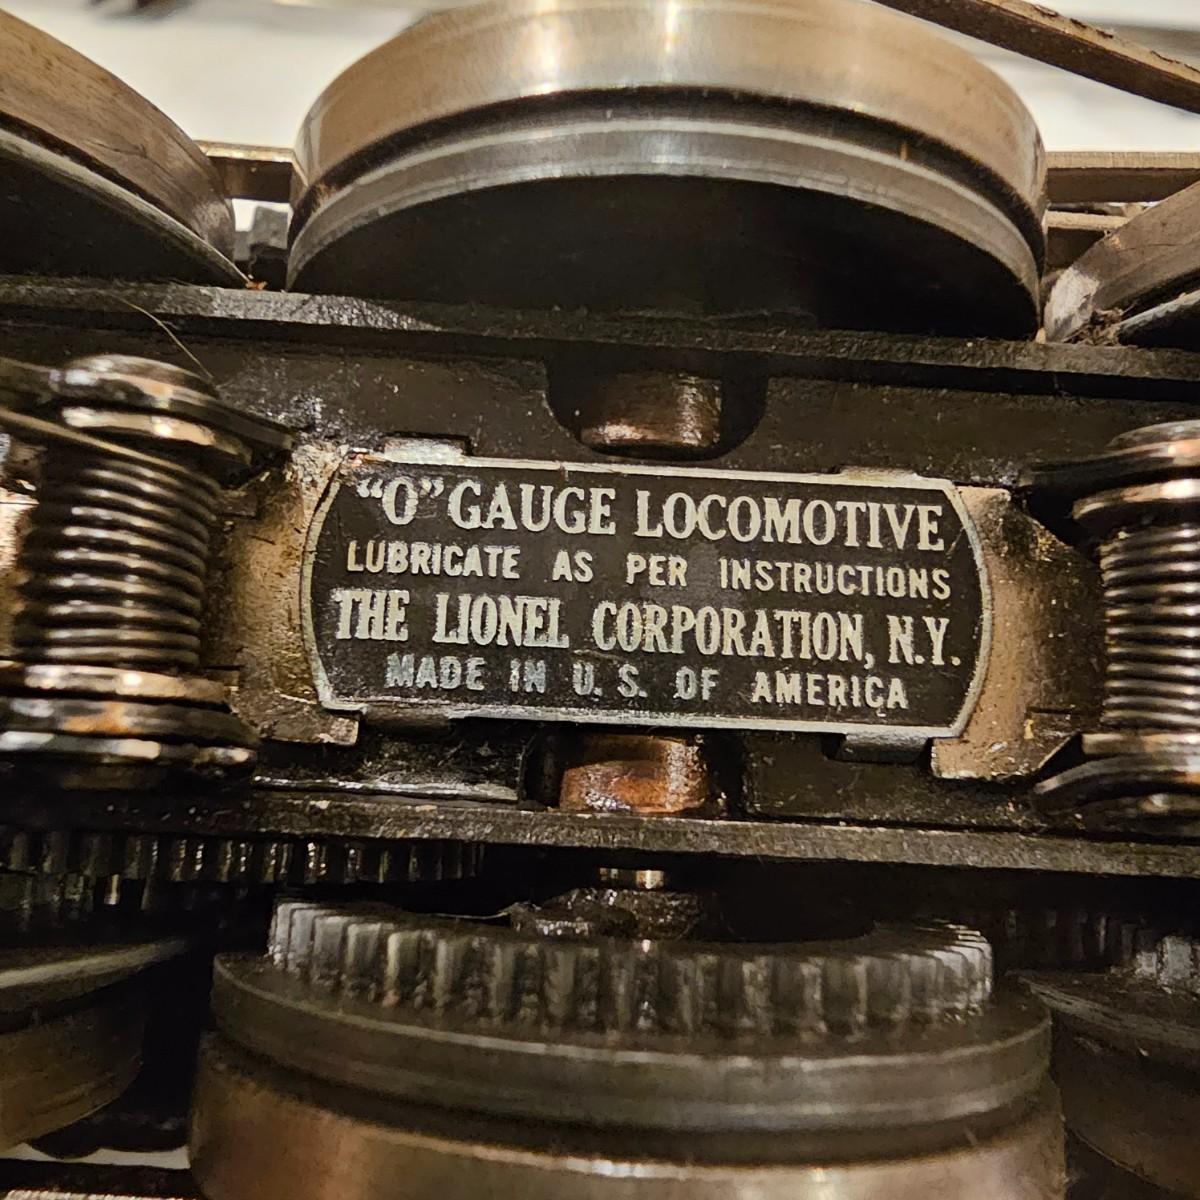 “O” GAUGE LOCOMOTIVE
LUBRICATE AS PER INSTRUCTIONS
THE LIONEL CORPORATION, N.Y.
MADE IN U. S. OF AMERICA